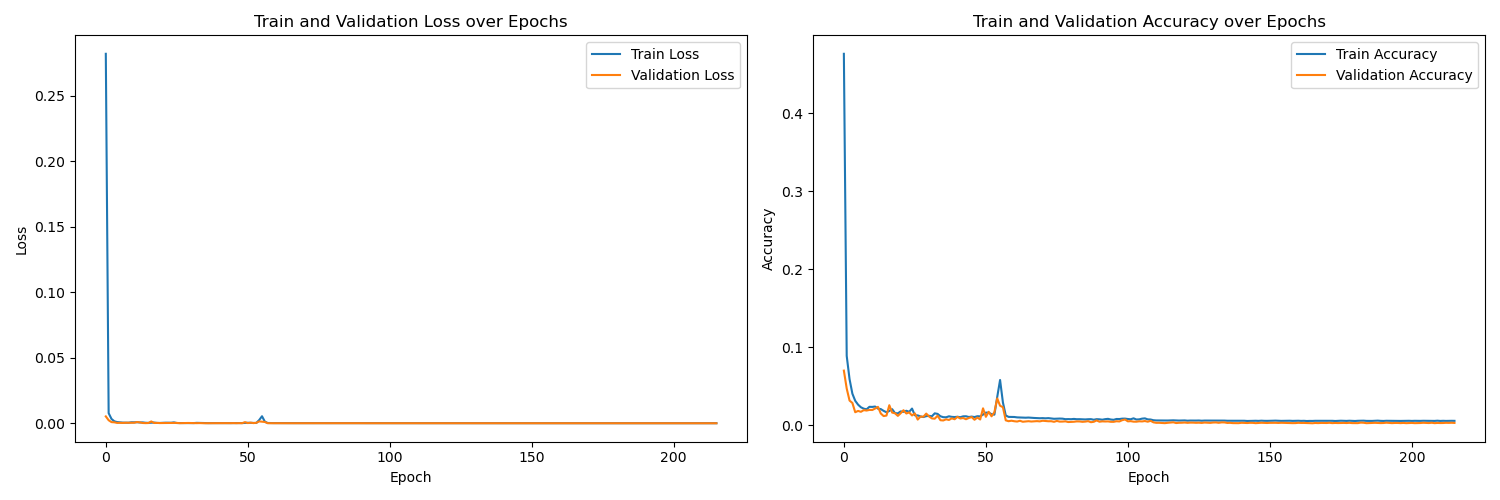 Train and Validation Loss over Epochs
Train Loss
Validation Loss
0.25
0.20
0.15
0.10
0.05
0.00
Loss
0
50
100
150
200
Epoch
Train and Validation Accuracy over Epochs
Train Accuracy
Validation Accuracy
0.4
0.3
0.2
0.1
0.0
Accuracy
0
50
100
150
200
Epoch